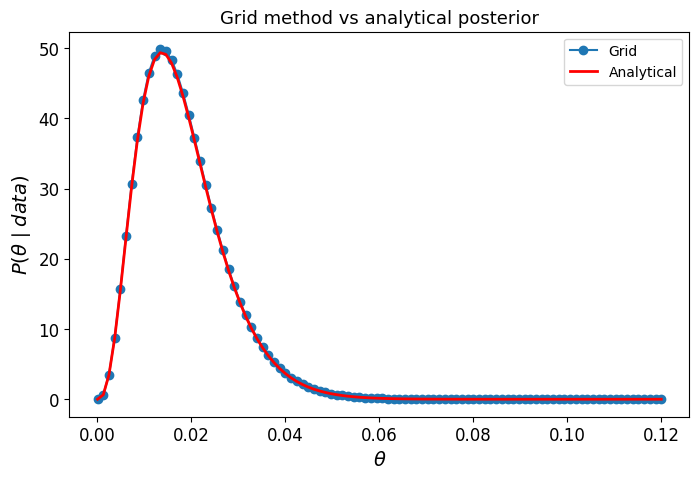 Grid method vs analytical posterior
Grid
Analytical
P(θ | data)
50
40
30
20
10
0
0.00 0.02 0.04 0.06 0.08 0.10 0.12
θ